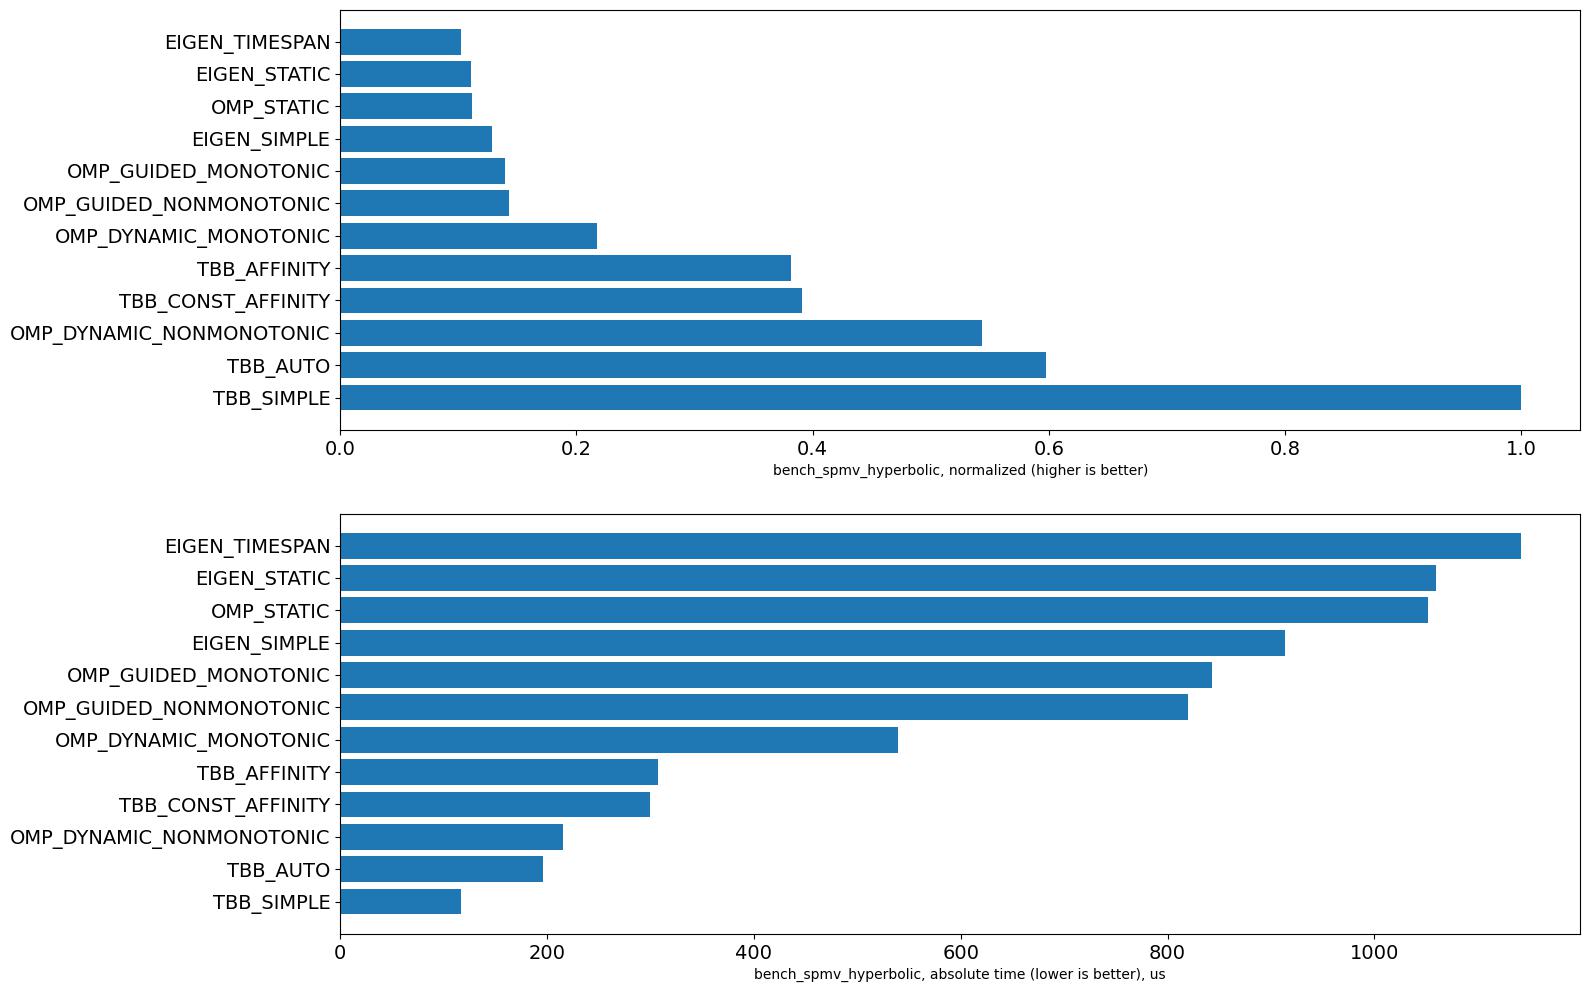 EIGEN_TIMESPAN
EIGEN_STATIC
OMP_STATIC
EIGEN_SIMPLE
OMP_GUIDED_MONOTONIC
OMP_GUIDED_NONMONOTONIC
OMP_DYNAMIC_MONOTONIC
TBB_AFFINITY
TBB_CONST_AFFINITY
OMP_DYNAMIC_NONMONOTONIC
TBB_AUTO
TBB_SIMPLE
0.0 0.2 0.4 0.6 0.8 1.0
bench_spmv_hyperbolic, normalized (higher is better)
EIGEN_TIMESPAN
EIGEN_STATIC
OMP_STATIC
EIGEN_SIMPLE
OMP_GUIDED_MONOTONIC
OMP_GUIDED_NONMONOTONIC
OMP_DYNAMIC_MONOTONIC
TBB_AFFINITY
TBB_CONST_AFFINITY
OMP_DYNAMIC_NONMONOTONIC
TBB_AUTO
TBB_SIMPLE
0 200 400 600 800 1000
bench_spmv_hyperbolic, absolute time (lower is better), us